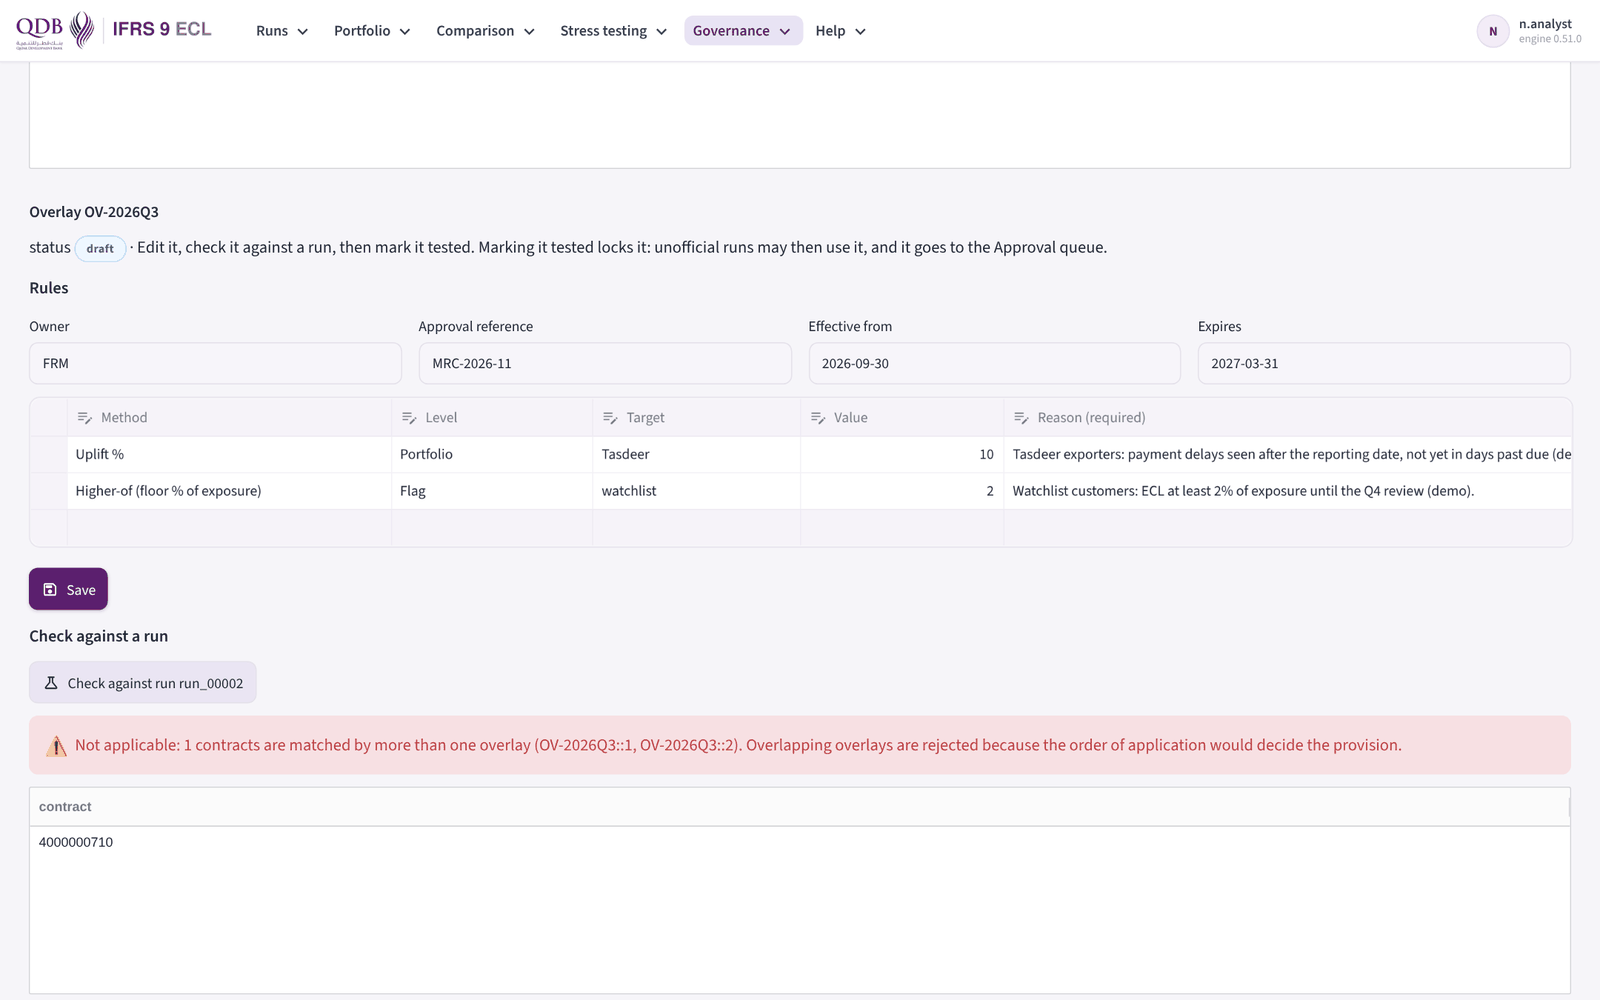 QDB
IFRS 9 ECL
Runs
Portfolio
Comparison
Stress testing
Governance
Help
N
n.analyst
engine 0.51.0
Overlay OV-2026Q3
status draft · Edit it, check it against a run, then mark it tested. Marking it tested locks it: unofficial runs may then use it, and it goes to the Approval queue.
Rules
Owner
Approval reference
Effective from
Expires
FRM
MRC-2026-11
2026-09-30
2027-03-31
Method
Level
Target
Value
Reason (required)
Uplift %
Portfolio
Tasdeer
10
Tasdeer exporters: payment delays seen after the reporting date, not yet in days past due (de
Higher-of (floor % of exposure)
Flag
watchlist
2
Watchlist customers: ECL at least 2% of exposure until the Q4 review (demo).
Save
Check against a run
Check against run run_00002
Not applicable: 1 contracts are matched by more than one overlay (OV-2026Q3::1, OV-2026Q3::2). Overlapping overlays are rejected because the order of application would decide the provision.
contract
4000000710